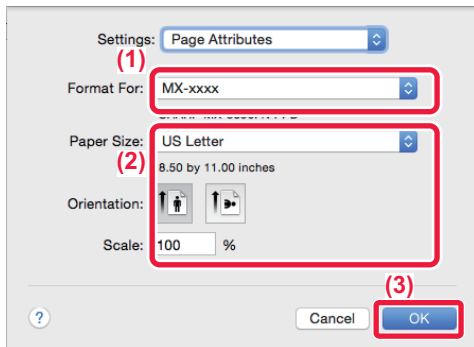 Settings: Page Attributes
(1)
Format For: MX-xxxx
Paper Size: US Letter
(2)
8.50 by 11.00 inches
Orientation:
Scale: 100 %
(3)
? Cancel OK